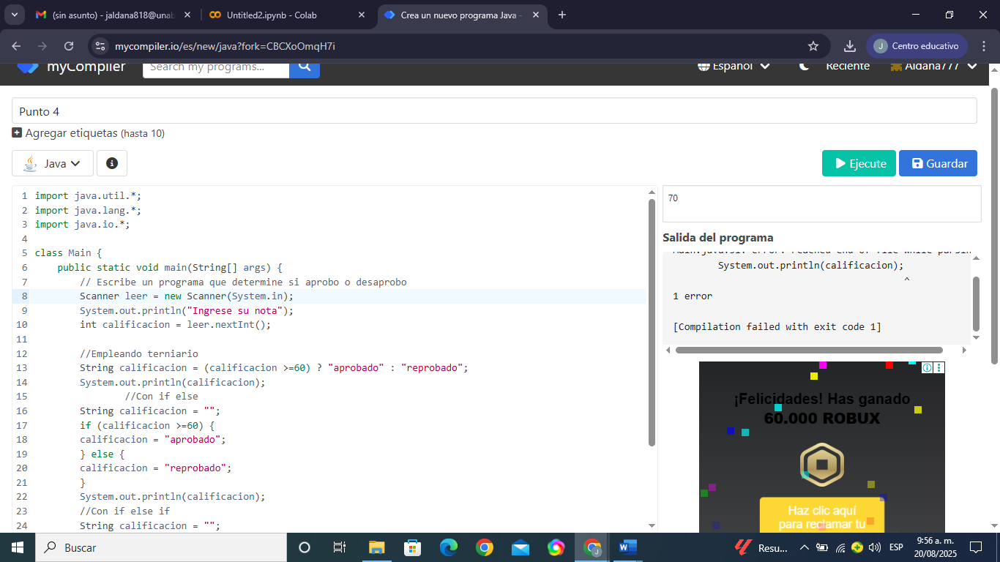 (sin asunto) - jaldana818@unab
Untitled2.ipynb - Colab
Crea un nuevo programa Java -
mycompiler.io/es/new/java?fork=CBCXoOmqH7i
J Centro educativo
myCompiler
Search my programs...
Español
Reciente
Aldana777
Punto 4
Agregar etiquetas (hasta 10)
Java
Ejecute
Guardar
1 import java.util.*;
2 import java.lang.*;
3 import java.io.*;
4
5 class Main {
6 public static void main(String[] args) {
7 // Escribe un programa que determine si aprobo o desaprobo
8 Scanner leer = new Scanner(System.in);
9 System.out.println("Ingrese su nota");
10 int calificacion = leer.nextInt();
11
12 //Empleando terniario
13 String calificacion = (calificacion >=60) ? "aprobado" : "reprobado";
14 System.out.println(calificacion);
15 //Con if else
16 String calificacion = "";
17 if (calificacion >=60) {
18 calificacion = "aprobado";
19 } else {
20 calificacion = "reprobado";
21 }
22 System.out.println(calificacion);
23 //Con if else if
24 String calificacion = "";
70
Salida del programa
Main.java:51: error: reached end of file while parsin
System.out.println(calificacion);
^
1 error
[Compilation failed with exit code 1]
¡Felicidades! Has ganado
60.000 ROBUX
Haz clic aquí
para reclamar tu
Buscar
Resu...
ESP
9:56 a. m.
20/08/2025